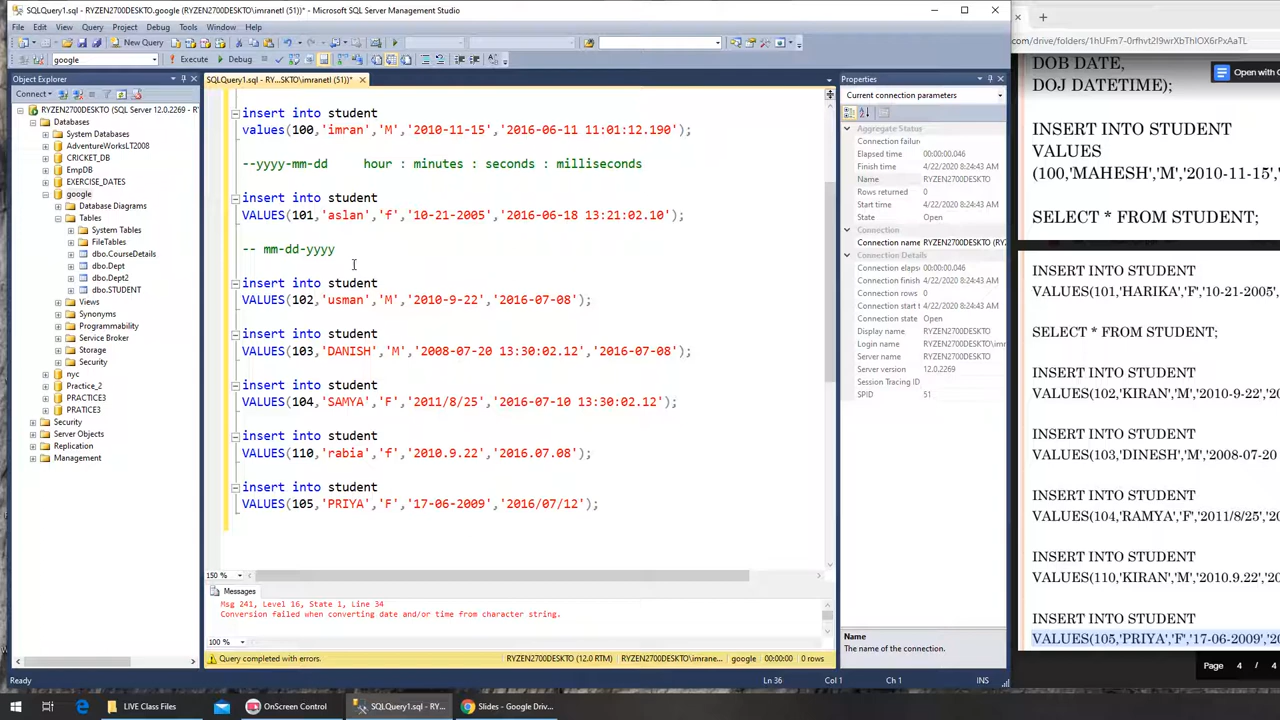 SQLQuery1.sql - RYZEN2700DESKTO.google (RYZEN2700DESKTO\imranetl (51))* - Microsoft SQL Server Management Studio
File Edit View Query Project Debug Tools Window Help
New Query
google Execute Debug
Object Explorer
Connect
RYZEN2700DESKTO (SQL Server 12.0.2269 -
Databases
System Databases
AdventureWorksLT2008
CRICKET_DB
EmpDB
EXERCISE_DATES
google
Database Diagrams
Tables
System Tables
FileTables
dbo.CourseDetails
dbo.Dept
dbo.Dept2
dbo.STUDENT
Views
Synonyms
Programmability
Service Broker
Storage
Security
nyc
Practice_2
PRACTICE3
PRATICE3
Security
Server Objects
Replication
Management
SQLQuery1.sql - RY...SKTO\imranetl (51))*
insert into student
values(100,'imran','M','2010-11-15','2016-06-11 11:01:12.190');
--yyyy-mm-dd hour : minutes : seconds : milliseconds
insert into student
VALUES(101,'aslan','f','10-21-2005','2016-06-18 13:21:02.10');
-- mm-dd-yyyy
insert into student
VALUES(102,'usman','M','2010-9-22','2016-07-08');
insert into student
VALUES(103,'DANISH','M','2008-07-20 13:30:02.12','2016-07-08');
insert into student
VALUES(104,'SAMYA','F','2011/8/25','2016-07-10 13:30:02.12');
insert into student
VALUES(110,'rabia','f','2010.9.22','2016.07.08');
insert into student
VALUES(105,'PRIYA','F','17-06-2009','2016/07/12');
150 %
Messages
Msg 241, Level 16, State 1, Line 34
Conversion failed when converting date and/or time from character string.
100 %
Query completed with errors. RYZEN2700DESKTO (12.0 RTM) RYZEN2700DESKTO\imrane... google 00:00:00 0 rows
Properties
Current connection parameters
Aggregate Status
Connection failure
Elapsed time 00:00:00.046
Finish time 4/22/2020 8:24:43 AM
Name RYZEN2700DESKTO
Rows returned 0
Start time 4/22/2020 8:24:43 AM
State Open
Connection
Connection name RYZEN2700DESKTO (RY
Connection elaps 00:00:00.046
Connection finish 4/22/2020 8:24:43 AM
Connection rows 0
Connection start t 4/22/2020 8:24:43 AM
Connection state Open
Display name RYZEN2700DESKTO
Login name RYZEN2700DESKTO\imr
Server name RYZEN2700DESKTO
Server version 12.0.2269
Session Tracing ID
SPID 51
Name
The name of the connection.
Ready Ln 36 Col 1 Ch 1 INS
Open with
DOB DATE,
DOJ DATETIME);
INSERT INTO STUDENT
VALUES
(100,'MAHESH','M','2010-11-15','
SELECT * FROM STUDENT;
INSERT INTO STUDENT
VALUES(101,'HARIKA','F','10-21-2005',
SELECT * FROM STUDENT;
INSERT INTO STUDENT
VALUES(102,'KIRAN','M','2010-9-22','
INSERT INTO STUDENT
VALUES(103,'DINESH','M','2008-07-20
INSERT INTO STUDENT
VALUES(104,'RAMYA','F','2011/8/25','
INSERT INTO STUDENT
VALUES(110,'KIRAN','M','2010.9.22','
INSERT INTO STUDENT
VALUES(105,'PRIYA','F','17-06-2009','20
Page 4 / 4
LIVE Class Files OnScreen Control SQLQuery1.sql - RY... Slides - Google Driv...